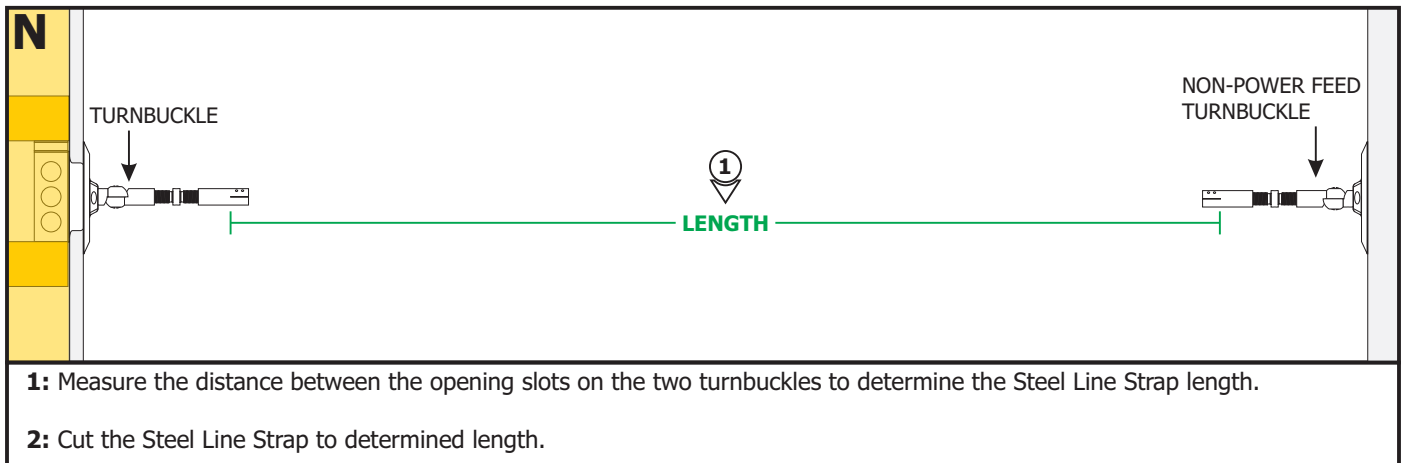 N
TURNBUCKLE
NON-POWER FEED
TURNBUCKLE
1
LENGTH
1: Measure the distance between the opening slots on the two turnbuckles to determine the Steel Line Strap length.
2: Cut the Steel Line Strap to determined length.